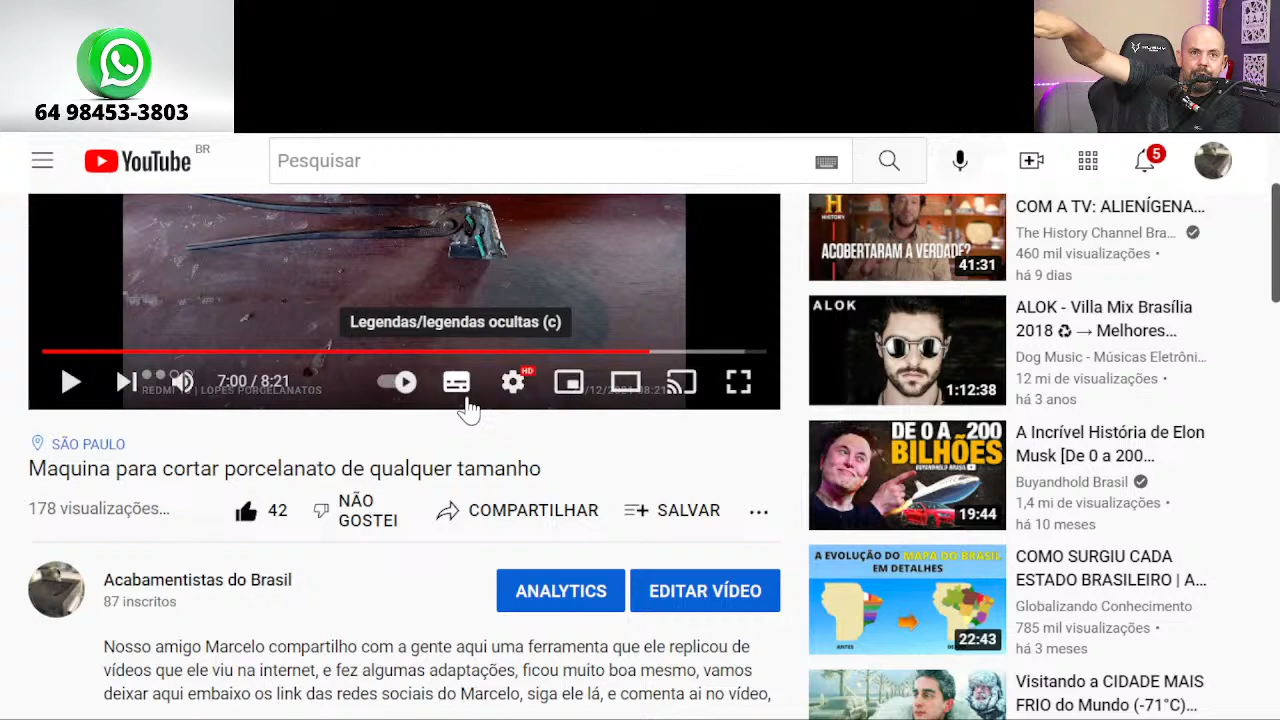 64 98453-3803
YouTube BR
Pesquisar
5
Legendas/legendas ocultas (c)
7:00 / 8:21
HD
REDMI 13 | LOPES PORCELANATOS
SÃO PAULO
Maquina para cortar porcelanato de qualquer tamanho
178 visualizações...
42
NÃO
GOSTEI
COMPARTILHAR
SALVAR
Acabamentistas do Brasil
87 inscritos
ANALYTICS
EDITAR VÍDEO
Nosso amigo Marcelo compartilho com a gente aqui uma ferramenta que ele replicou de
vídeos que ele viu na internet, e fez algumas adaptações, ficou muito boa mesmo, vamos
deixar aqui embaixo os link das redes sociais do Marcelo, siga ele lá, e comenta ai no vídeo,
HISTORY
ACOBERTARAM A VERDADE?
41:31
COM A TV: ALIENÍGENA...
The History Channel Bra...
460 mil visualizações •
há 9 dias
ALOK
1:12:38
ALOK - Villa Mix Brasília
2018 ♻ → Melhores...
Dog Music - Músicas Eletrôni...
12 mi de visualizações •
há 3 anos
DE 0 A 200
BILHÕES
BUYANDHOLD BRASIL
19:44
A Incrível História de Elon
Musk [De 0 a 200...
Buyandhold Brasil
1,4 mi de visualizações •
há 10 meses
A EVOLUÇÃO DO MAPA DO BRASIL
EM DETALHES
ANTES
22:43
COMO SURGIU CADA
ESTADO BRASILEIRO | A...
Globalizando Conhecimento
785 mil visualizações •
há 3 meses
Visitando a CIDADE MAIS
FRIO do Mundo (-71°C)...